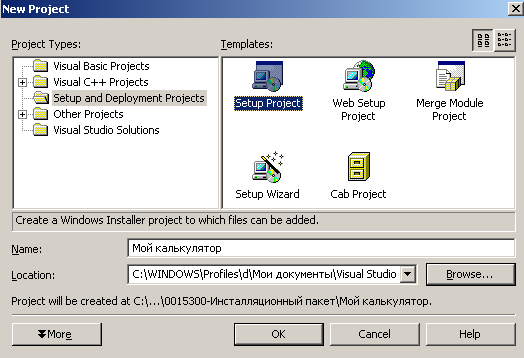 New Project
Project Types:
Templates:
Visual Basic Projects
Visual C++ Projects
Setup and Deployment Projects
Other Projects
Visual Studio Solutions
Setup Project
Web Setup Project
Merge Module Project
Setup Wizard
Cab Project
Create a Windows Installer project to which files can be added.
Name:
Мой калькулятор
Location:
C:\WINDOWS\Profiles\d\Мои документы\Visual Studio
Browse...
Project will be created at C:\...\0015300-Инсталляционный пакет\Мой калькулятор.
More
OK
Cancel
Help